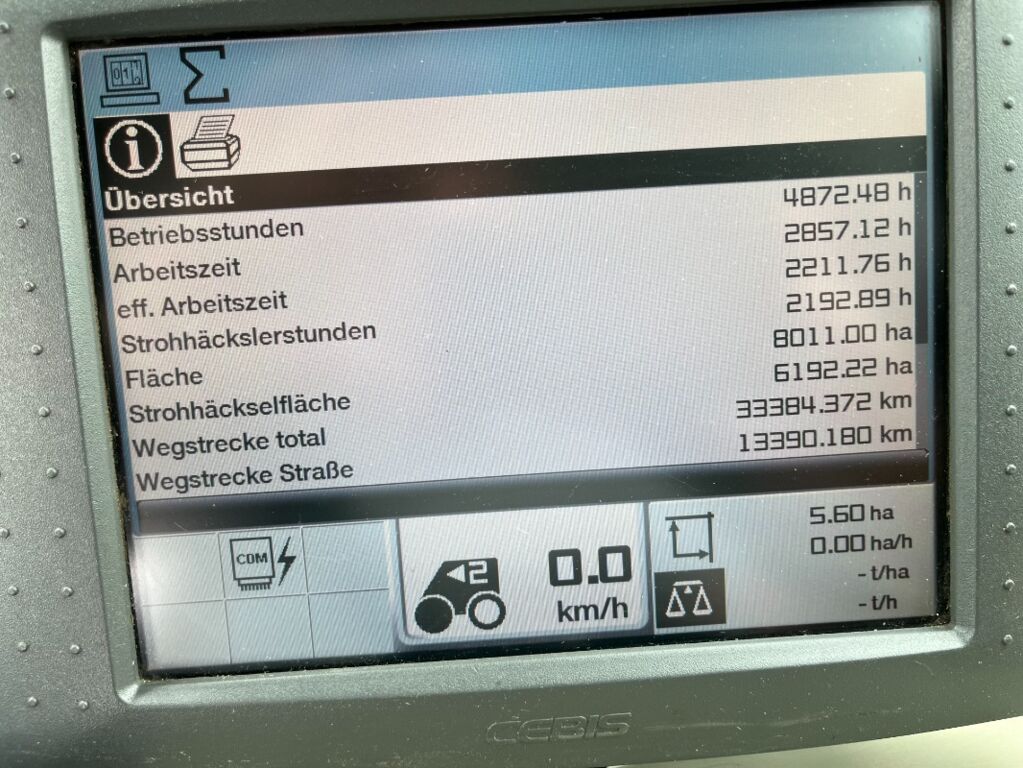 010
Σ
i
Übersicht
Betriebsstunden 4872.48 h
Arbeitszeit 2857.12 h
eff. Arbeitszeit 2211.76 h
Strohhäckslerstunden 2192.89 h
Fläche 8011.00 ha
Strohhäckselfläche 6192.22 ha
Wegstrecke total 33384.372 km
Wegstrecke Straße 13390.180 km
CDM
2
0.0
km/h
5.60 ha
0.00 ha/h
- t/ha
- t/h
CEBIS